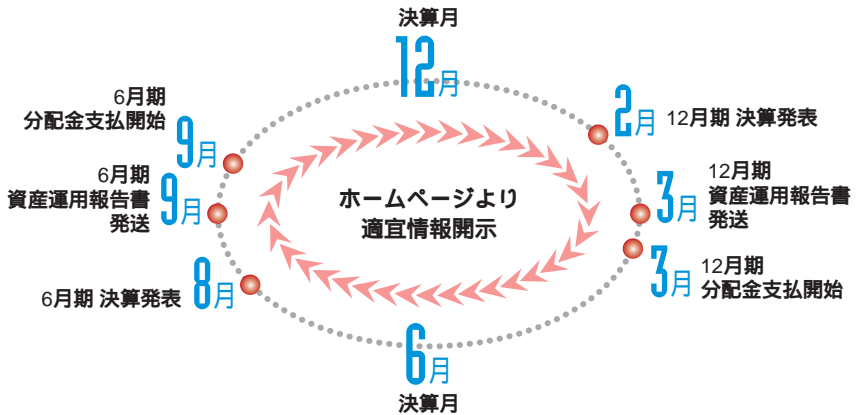 決算月
12月
2月 12月期 決算発表
3月
12月期
資産運用報告書
発送
3月
12月期
分配金支払開始
6月
決算月
6月期 決算発表 8月
6月期
資産運用報告書
発送
9月
6月期
分配金支払開始
9月
ホームページより
適宜情報開示